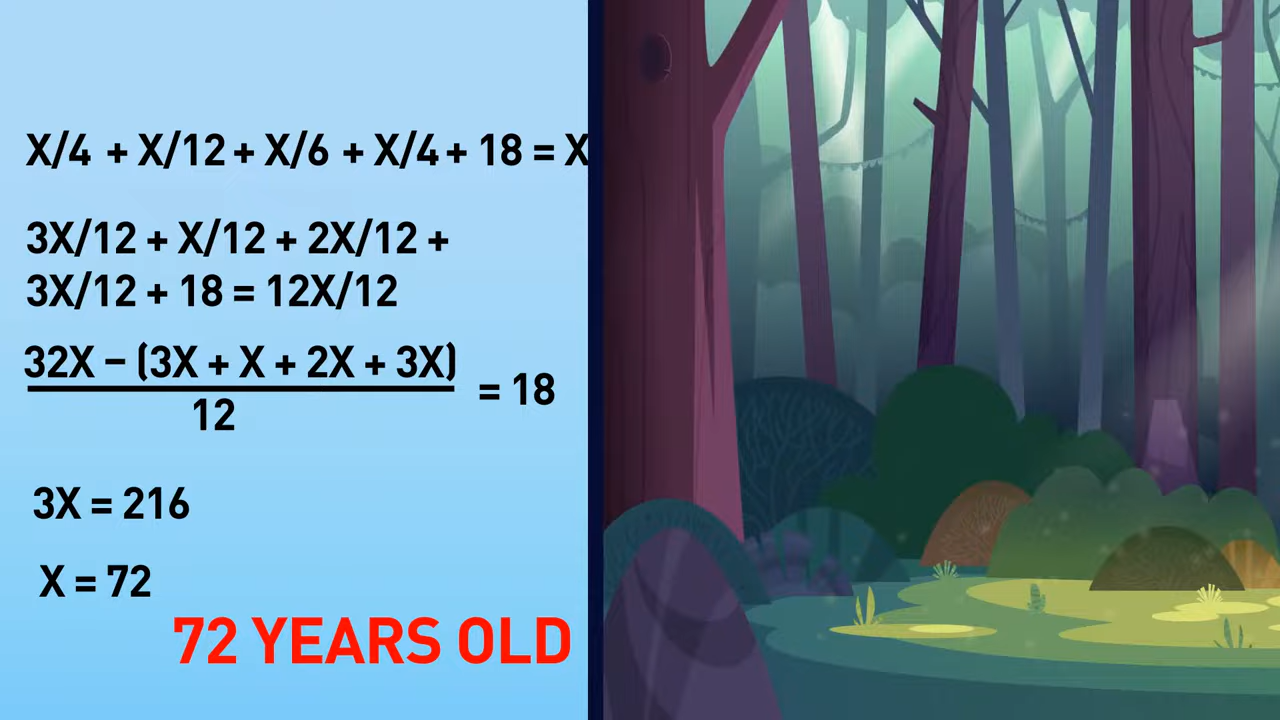 X/4 + X/12 + X/6 + X/4 + 18 = X
3X/12 + X/12 + 2X/12 +
3X/12 + 18 = 12X/12
32X – (3X + X + 2X + 3X)
12
= 18
3X = 216
X = 72
72 YEARS OLD